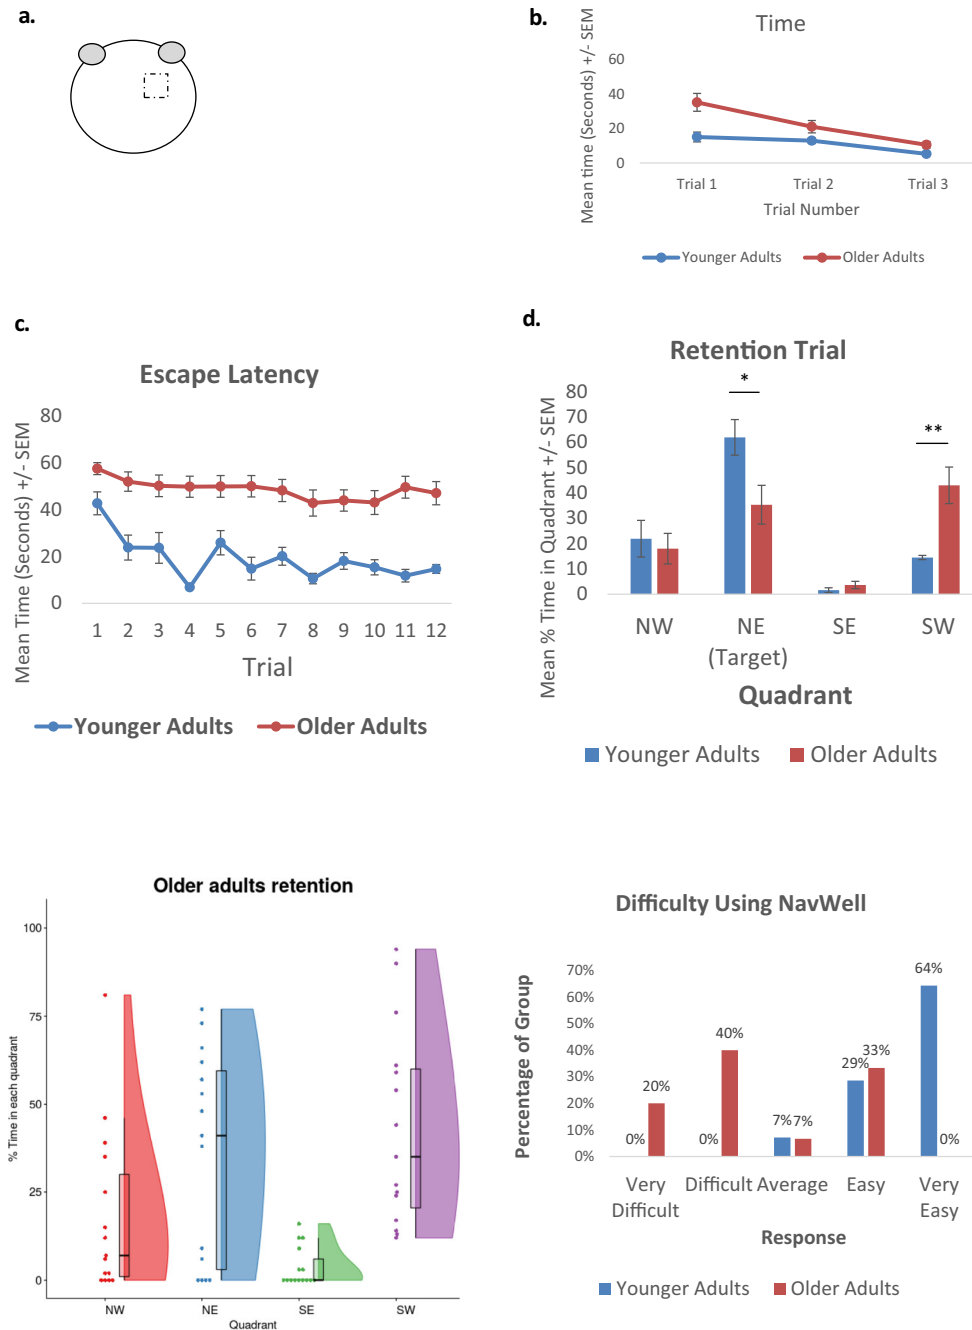 a.
b.
Time
Mean time (Seconds) +/- SEM
60
40
20
0
Trial 1 Trial 2 Trial 3
Trial Number
Younger Adults Older Adults
c.
Escape Latency
Mean Time (Seconds) +/- SEM
80
60
40
20
0
1 2 3 4 5 6 7 8 9 10 11 12
Trial
Younger Adults Older Adults
d.
Retention Trial
Mean % Time in Quadrant +/- SEM
80
70
60
50
40
30
20
10
0
*
**
NW NE SE SW
(Target)
Quadrant
Younger Adults Older Adults
Older adults retention
% Time in each quadrant
100
75
50
25
0
NW NE SE SW
Quadrant
Difficulty Using NavWell
Percentage of Group
70%
60%
50%
40%
30%
20%
10%
0%
0% 20% 0% 40% 7% 7% 29% 33% 64% 0%
Very Difficult Average Easy Very
Difficult Easy
Response
Younger Adults Older Adults